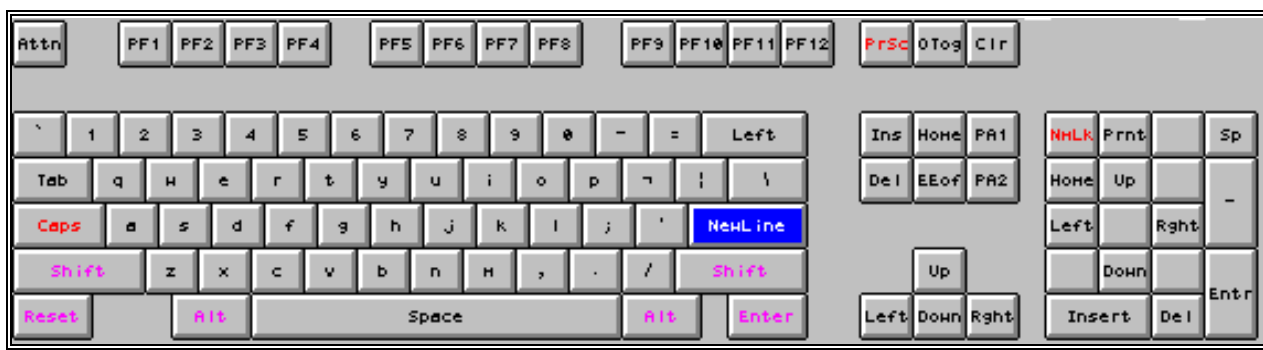 Attn PF1 PF2 PF3 PF4 PF5 PF6 PF7 PF8 PF9 PF10 PF11 PF12 PrSc OTog Clr
` 1 2 3 4 5 6 7 8 9 0 - = Left Ins Home PA1 NmLk Prnt Sp
Tab q w e r t y u i o p ¬ ¦ \ Del EEof PA2 Home Up -
Caps a s d f g h j k l ; ' NewLine Left Rght
Shift z x c v b n m , . / Shift Up Down Entr
Reset Alt Space Alt Enter Left Down Rght Insert Del